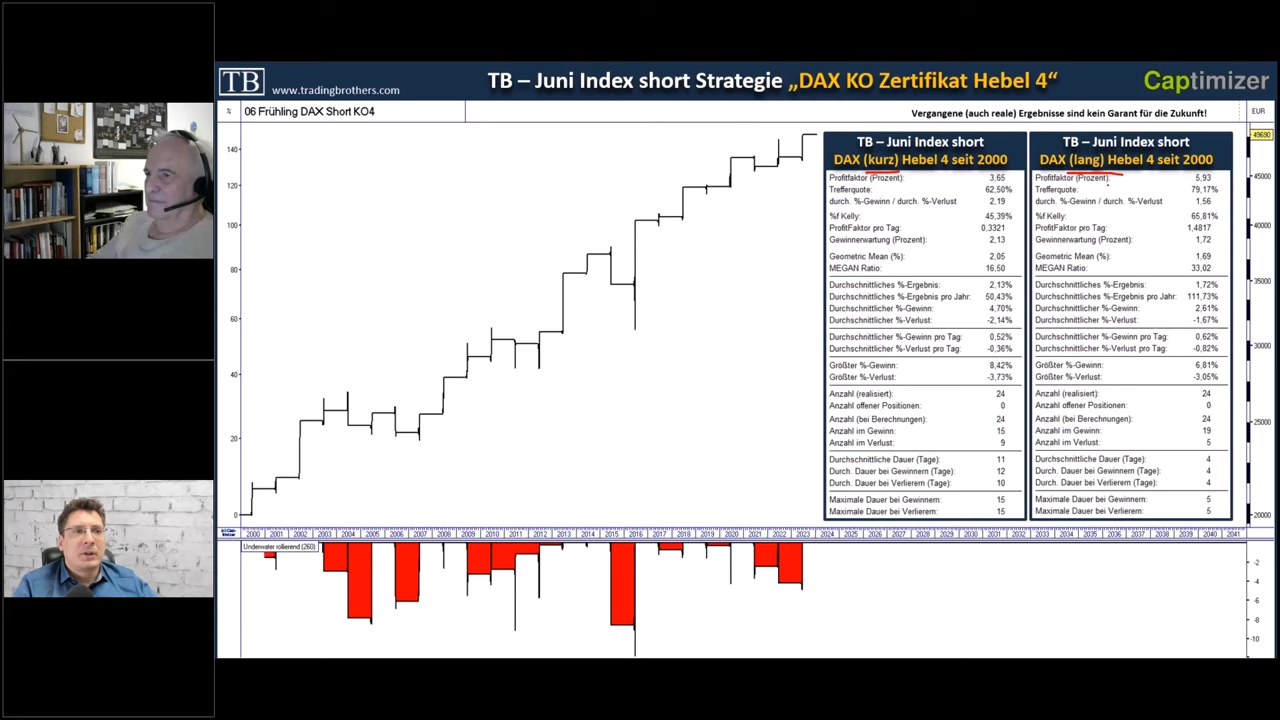 TB
www.tradingbrothers.com
TB – Juni Index short Strategie „DAX KO Zertifikat Hebel 4“
Captimizer
%
06 Frühling DAX Short KO4
Vergangene (auch reale) Ergebnisse sind kein Garant für die Zukunft!
EUR
140
120
100
80
60
40
20
0
49690
45000
40000
35000
30000
25000
20000
TB – Juni Index short
DAX (kurz) Hebel 4 seit 2000
Profitfaktor (Prozent): 3,65
Trefferquote: 62,50%
durch. %-Gewinn / durch. %-Verlust 2,19
%f Kelly: 45,39%
ProfitFaktor pro Tag: 0,3321
Gewinnerwartung (Prozent): 2,13
Geometric Mean (%): 2,05
MEGAN Ratio: 16,50
Durchschnittliches %-Ergebnis: 2,13%
Durchschnittliches %-Ergebnis pro Jahr: 50,43%
Durchschnittlicher %-Gewinn: 4,70%
Durchschnittlicher %-Verlust: -2,14%
Durchschnittlicher %-Gewinn pro Tag: 0,52%
Durchschnittlicher %-Verlust pro Tag: -0,36%
Größter %-Gewinn: 8,42%
Größter %-Verlust: -3,73%
Anzahl (realisiert): 24
Anzahl offener Positionen: 0
Anzahl (bei Berechnungen): 24
Anzahl im Gewinn: 15
Anzahl im Verlust: 9
Durchschnittliche Dauer (Tage): 11
Durch. Dauer bei Gewinnern (Tage): 12
Durch. Dauer bei Verlierern (Tage): 10
Maximale Dauer bei Gewinnern: 15
Maximale Dauer bei Verlierern: 15
TB – Juni Index short
DAX (lang) Hebel 4 seit 2000
Profitfaktor (Prozent): 5,93
Trefferquote: 79,17%
durch. %-Gewinn / durch. %-Verlust 1,56
%f Kelly: 65,81%
ProfitFaktor pro Tag: 1,4817
Gewinnerwartung (Prozent): 1,72
Geometric Mean (%): 1,69
MEGAN Ratio: 33,02
Durchschnittliches %-Ergebnis: 1,72%
Durchschnittliches %-Ergebnis pro Jahr: 111,73%
Durchschnittlicher %-Gewinn: 2,61%
Durchschnittlicher %-Verlust: -1,67%
Durchschnittlicher %-Gewinn pro Tag: 0,62%
Durchschnittlicher %-Verlust pro Tag: -0,82%
Größter %-Gewinn: 6,81%
Größter %-Verlust: -3,05%
Anzahl (realisiert): 24
Anzahl offener Positionen: 0
Anzahl (bei Berechnungen): 24
Anzahl im Gewinn: 19
Anzahl im Verlust: 5
Durchschnittliche Dauer (Tage): 4
Durch. Dauer bei Gewinnern (Tage): 4
Durch. Dauer bei Verlierern (Tage): 4
Maximale Dauer bei Gewinnern: 5
Maximale Dauer bei Verlierern: 5
2000 2001 2002 2003 2004 2005 2006 2007 2008 2009 2010 2011 2012 2013 2014 2015 2016 2017 2018 2019 2020 2021 2022 2023 2024 2025 2026 2027 2028 2029 2030 2031 2032 2033 2034 2035 2036 2037 2038 2039 2040 2041
Underwater rollierend (260)
-2
-4
-6
-8
-10